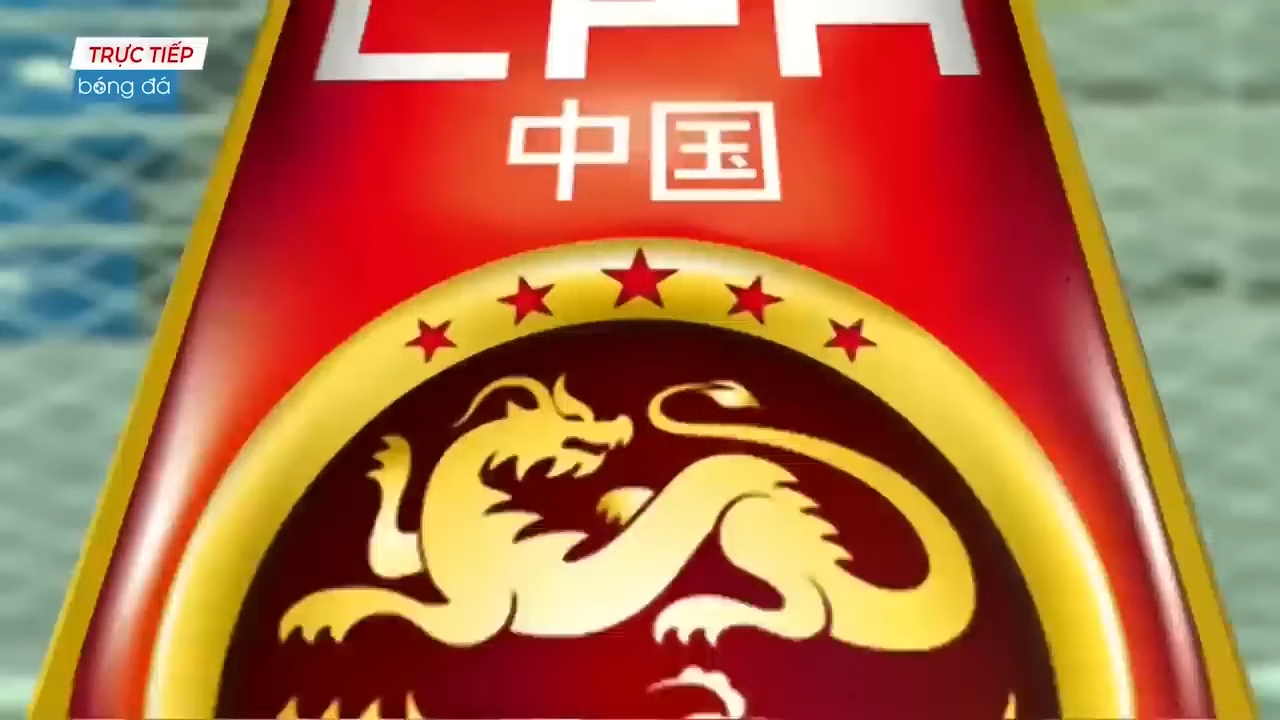 TRỰC TIẾP
bóng đá
中国